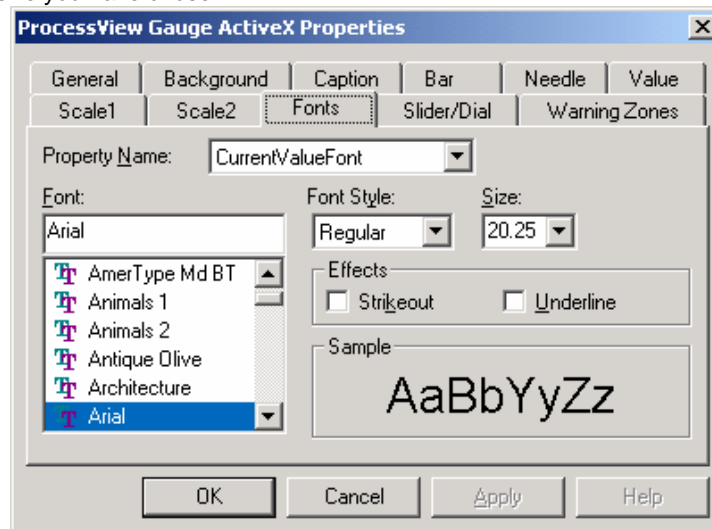 ProcessView Gauge ActiveX Properties
General Background Caption Bar Needle Value
Scale1 Scale2 Fonts Slider/Dial Warning Zones
Property Name: CurrentValueFont
Font: Font Style: Size:
Arial Regular 20.25
AmerType Md BT
Animals 1
Animals 2
Antique Olive
Architecture
Arial
Effects
Strikeout Underline
Sample
AaBbYyZz
OK Cancel Apply Help